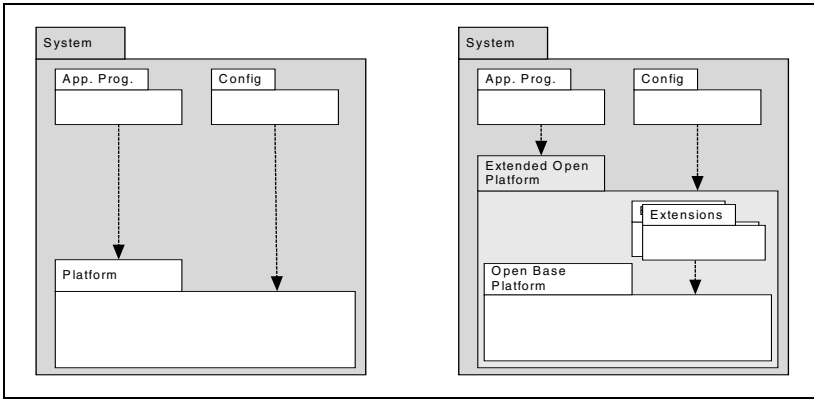 System
App. Prog.
Config
Platform
System
App. Prog.
Config
Extended Open
Platform
Extensions
Open Base
Platform